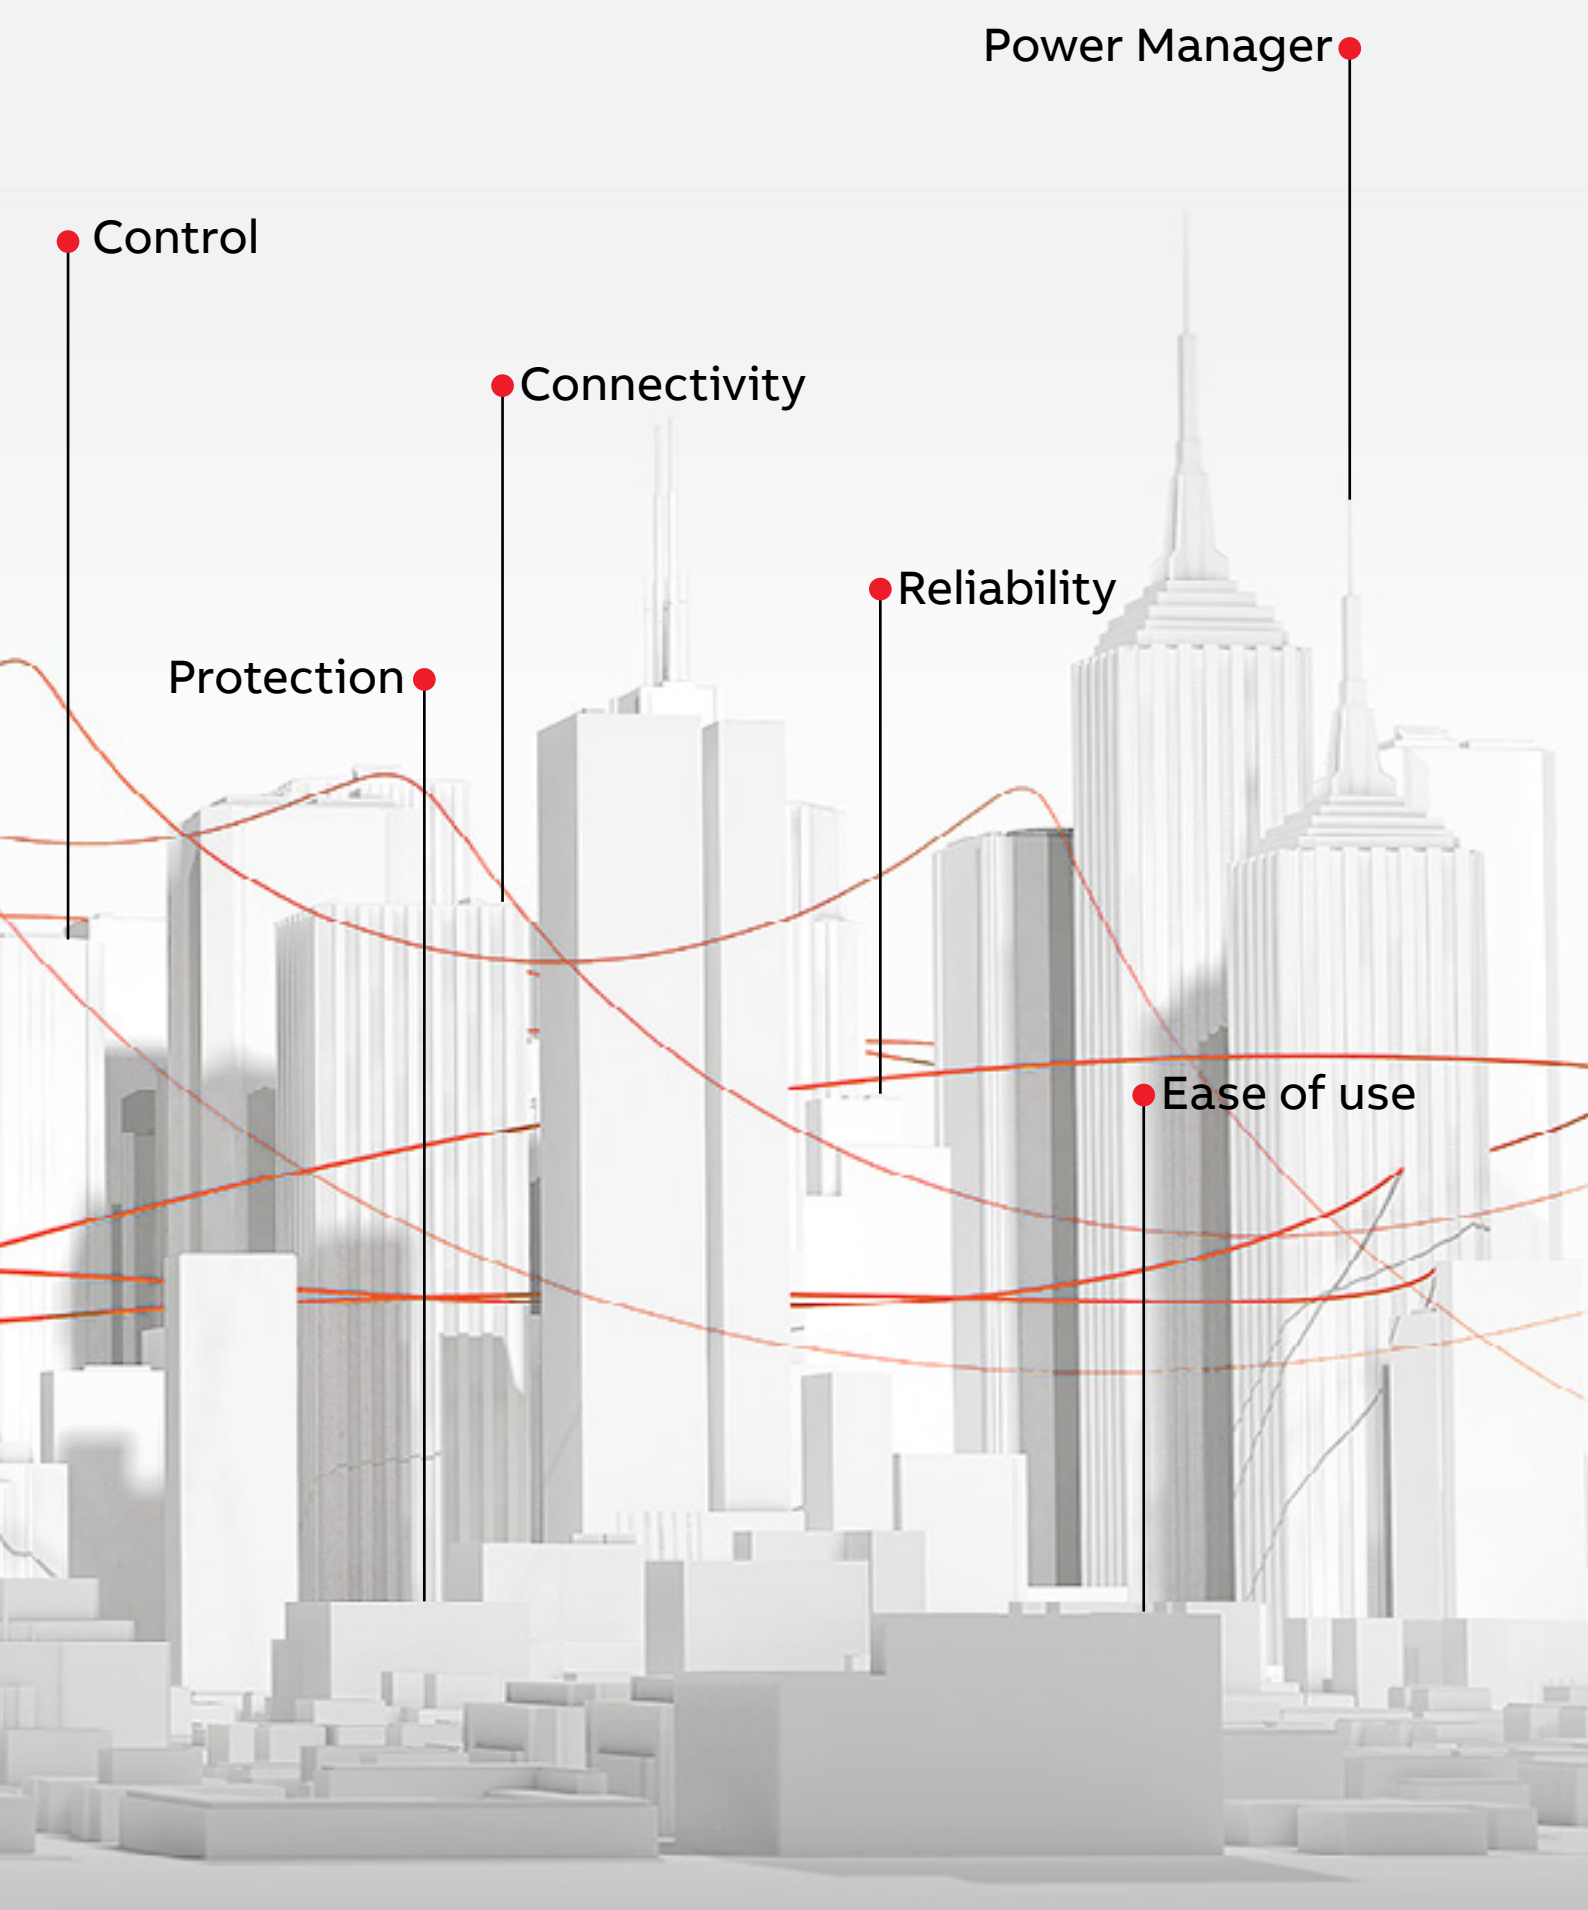 Power Manager
Control
Connectivity
Reliability
Protection
Ease of use